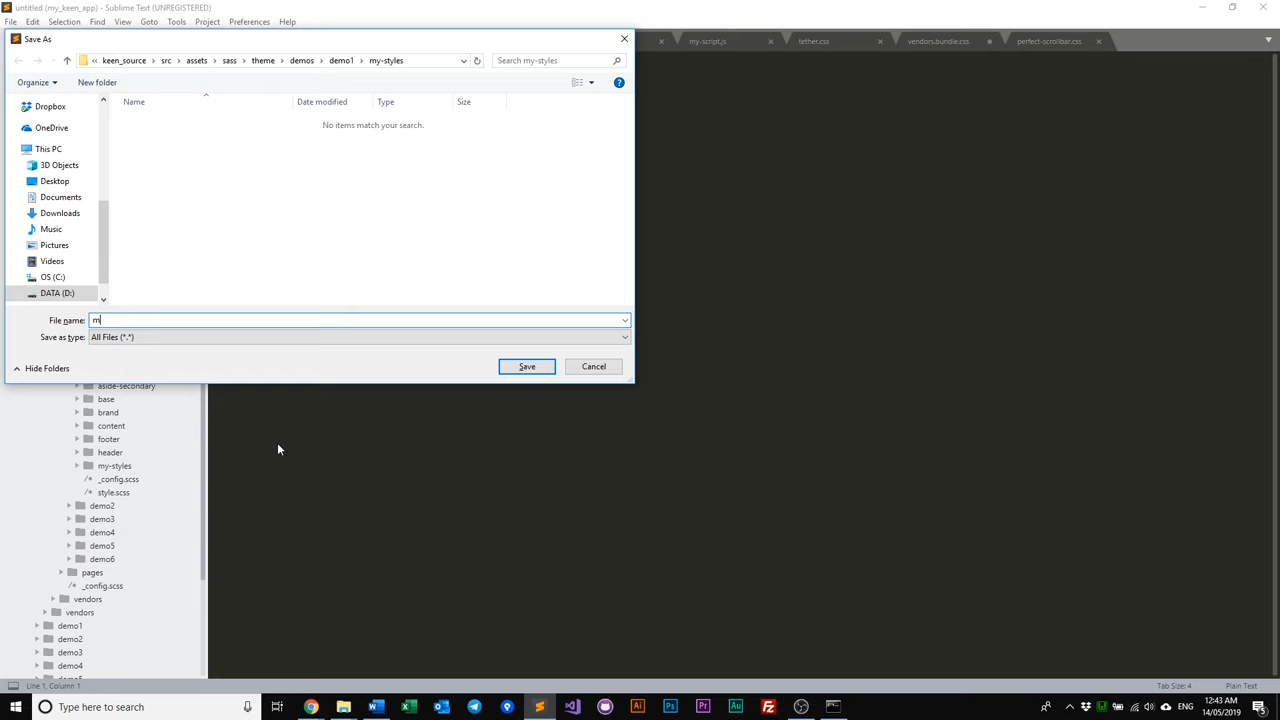 untitled (my_keen_app) - Sublime Text (UNREGISTERED)
File Edit Selection Find View Goto Tools Project Preferences Help
Save As
my-script.js tether.css vendors.bundle.css perfect-scrollbar.css
« keen_source › src › assets › sass › theme › demos › demo1 › my-styles
Search my-styles
Organize New folder
Name Date modified Type Size
No items match your search.
Dropbox
OneDrive
This PC
3D Objects
Desktop
Documents
Downloads
Music
Pictures
Videos
OS (C:)
DATA (D:)
File name: m
Save as type: All Files (*.*)
Hide Folders Save Cancel
aside-secondary
base
brand
content
footer
header
my-styles
/* _config.scss
/* style.scss
demo2
demo3
demo4
demo5
demo6
pages
/* _config.scss
vendors
vendors
demo1
demo2
demo3
demo4
Line 1, Column 1 Tab Size: 4 Plain Text
Type here to search
ENG
12:43 AM
14/05/2019